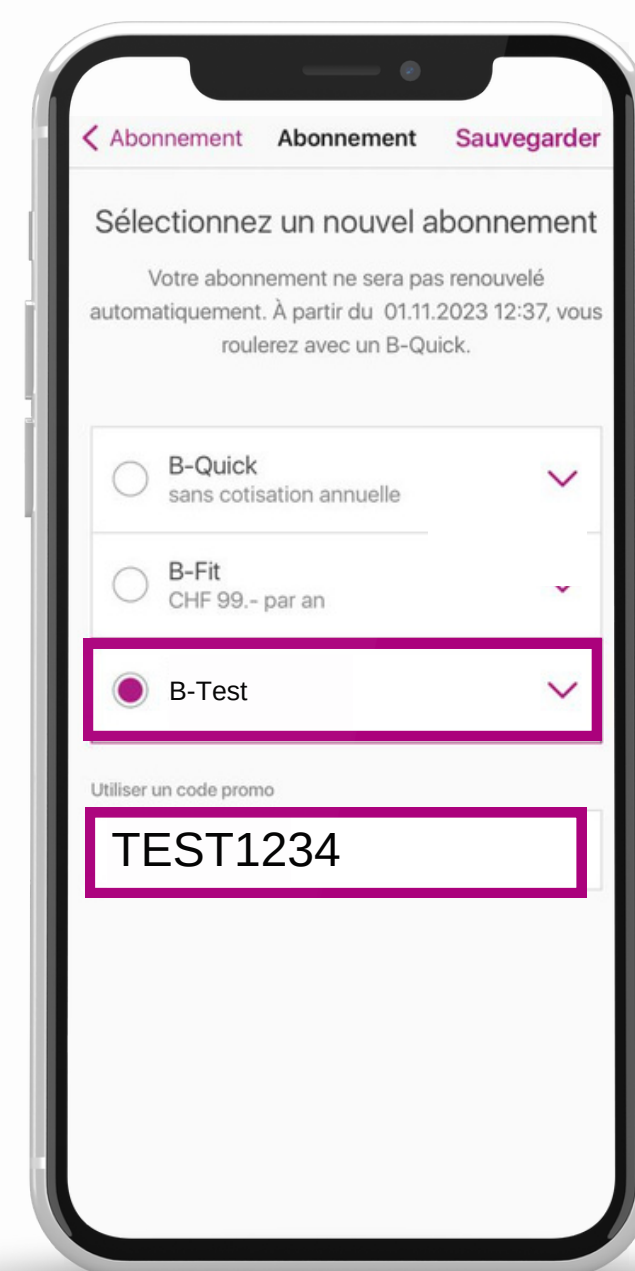 Abonnement Abonnement Sauvegarder
Sélectionnez un nouvel abonnement
Votre abonnement ne sera pas renouvelé
automatiquement. À partir du 01.11.2023 12:37, vous
roulerez avec un B-Quick.
B-Quick
sans cotisation annuelle
B-Fit
CHF 99.- par an
B-Test
Utiliser un code promo
TEST1234